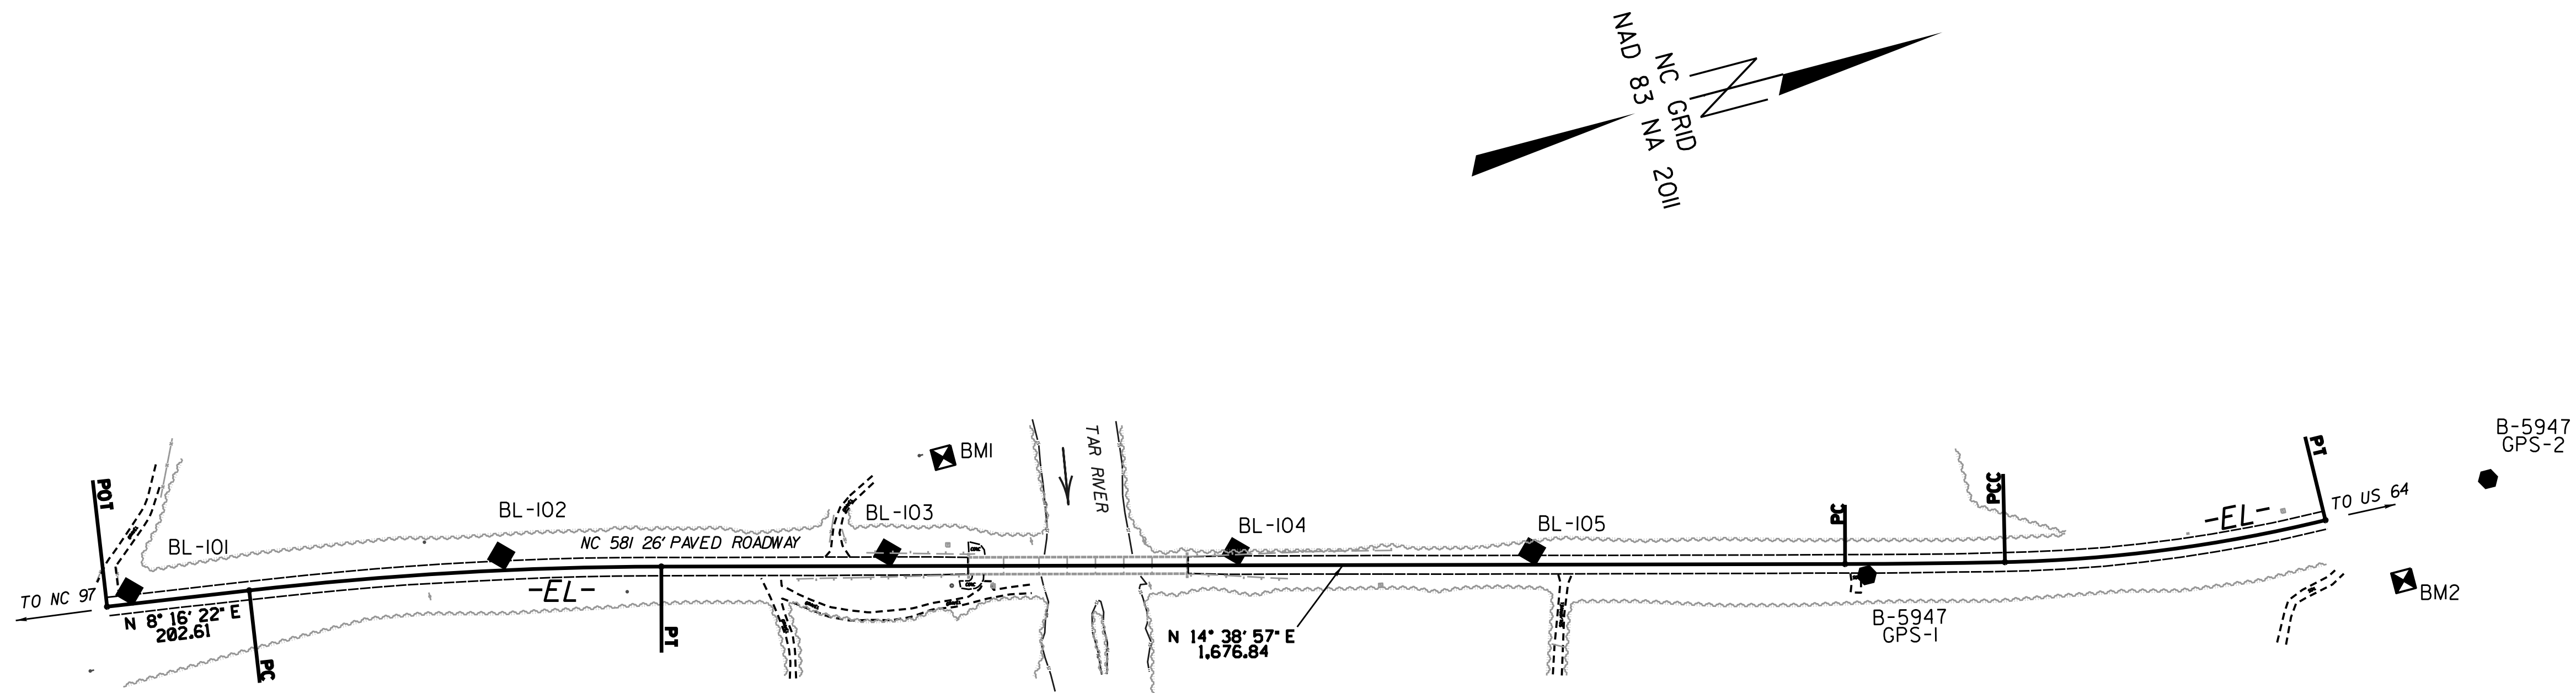 NC GRID
NAD 83 NA 2011
B-5947
GPS-2
TAR RIVER
BM1
POT
PCC
PT
TO US 64
-EL-
BL-102
BL-103
BL-104
BL-105
PC
BL-101
NC 581 26' PAVED ROADWAY
TO NC 97
-EL-
BM2
N 8° 16' 22" E
202.61
B-5947
GPS-1
N 14° 38' 57" E
1,676.84
PT
PC